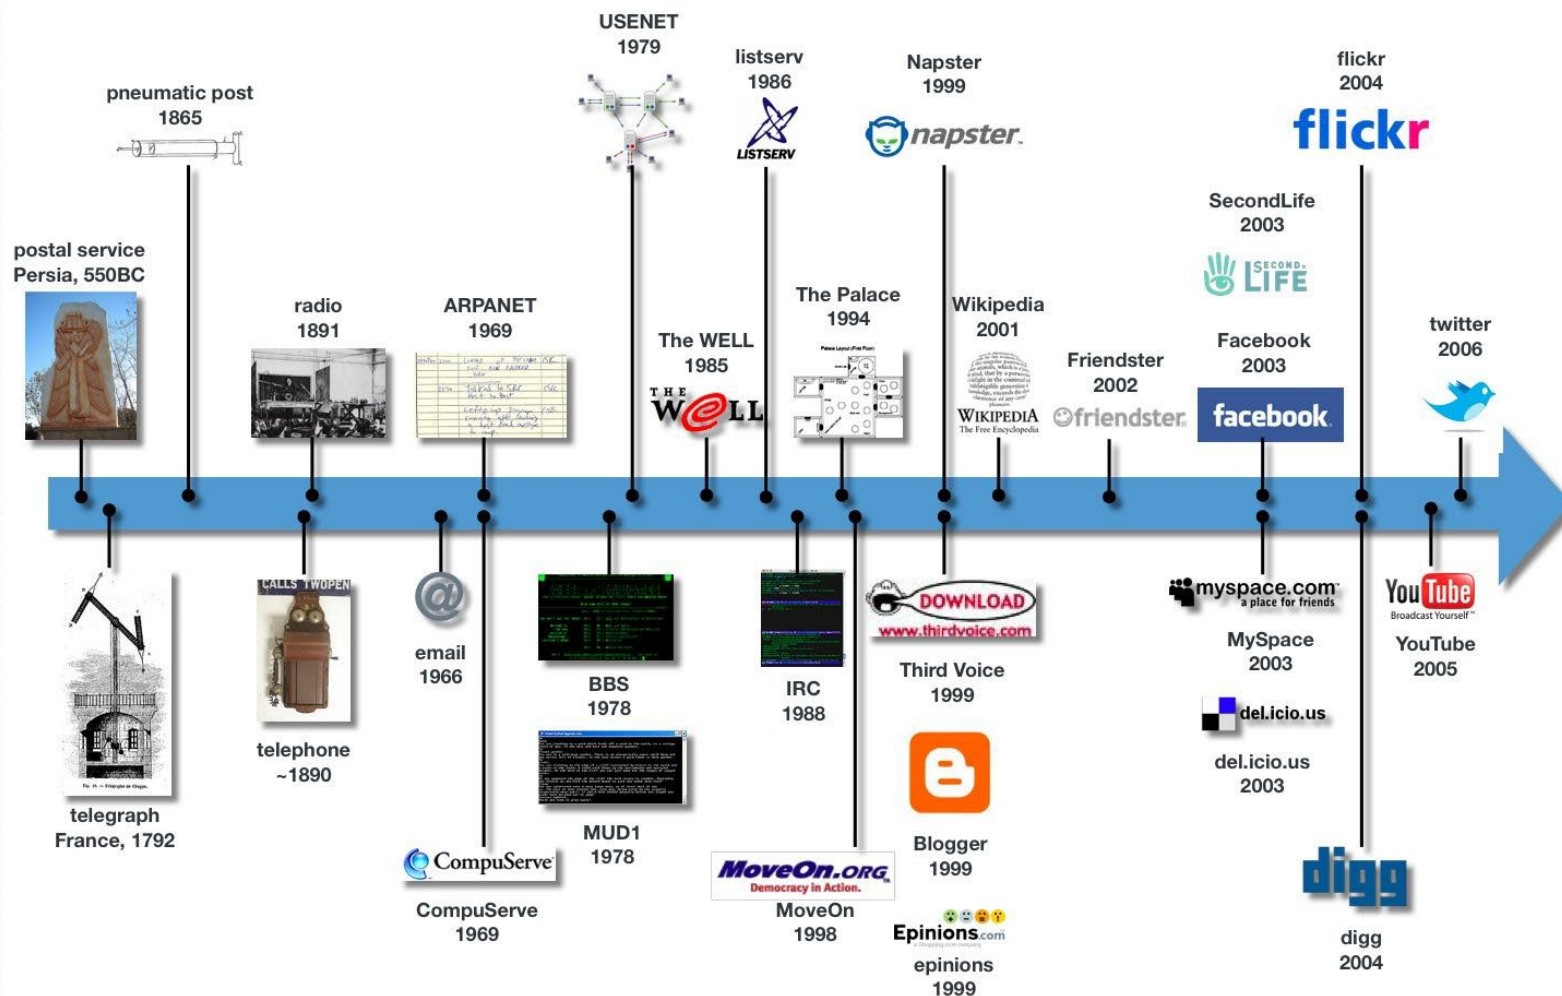 USENET
1979
listserv
1986
LISTSERV
Napster
1999
napster
flickr
2004
flickr
pneumatic post
1865
SecondLife
2003
SECOND
LIFE
postal service
Persia, 550BC
radio
1891
ARPANET
1969
The WELL
1985
THE
WELL
The Palace
1994
Palace Layout (First Floor)
Wikipedia
2001
WIKIPEDIA
The Free Encyclopedia
Friendster
2002
friendster
Facebook
2003
facebook
twitter
2006
telegraph
France, 1792
CALLS TWOPEN
telephone
~1890
@
email
1966
CompuServe
CompuServe
1969
BBS
1978
MUD1
1978
IRC
1988
MoveOn.ORG
Democracy in Action.
MoveOn
1998
DOWNLOAD
www.thirdvoice.com
Third Voice
1999
Blogger
1999
Epinions.com
epinions
1999
myspace.com
a place for friends
MySpace
2003
del.icio.us
del.icio.us
2003
digg
digg
2004
You Tube
Broadcast Yourself™
YouTube
2005